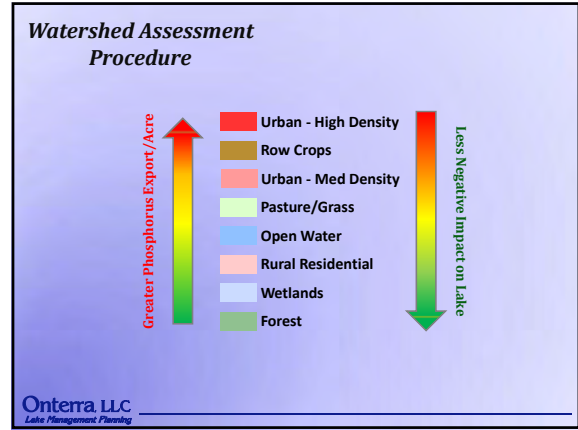 Watershed Assessment
Procedure
Greater Phosphorus Export/Acre
Urban - High Density
Row Crops
Urban - Med Density
Pasture/Grass
Open Water
Rural Residential
Wetlands
Forest
Less Negative Impact on Lake
Onterra, LLC
Lake Management Planning